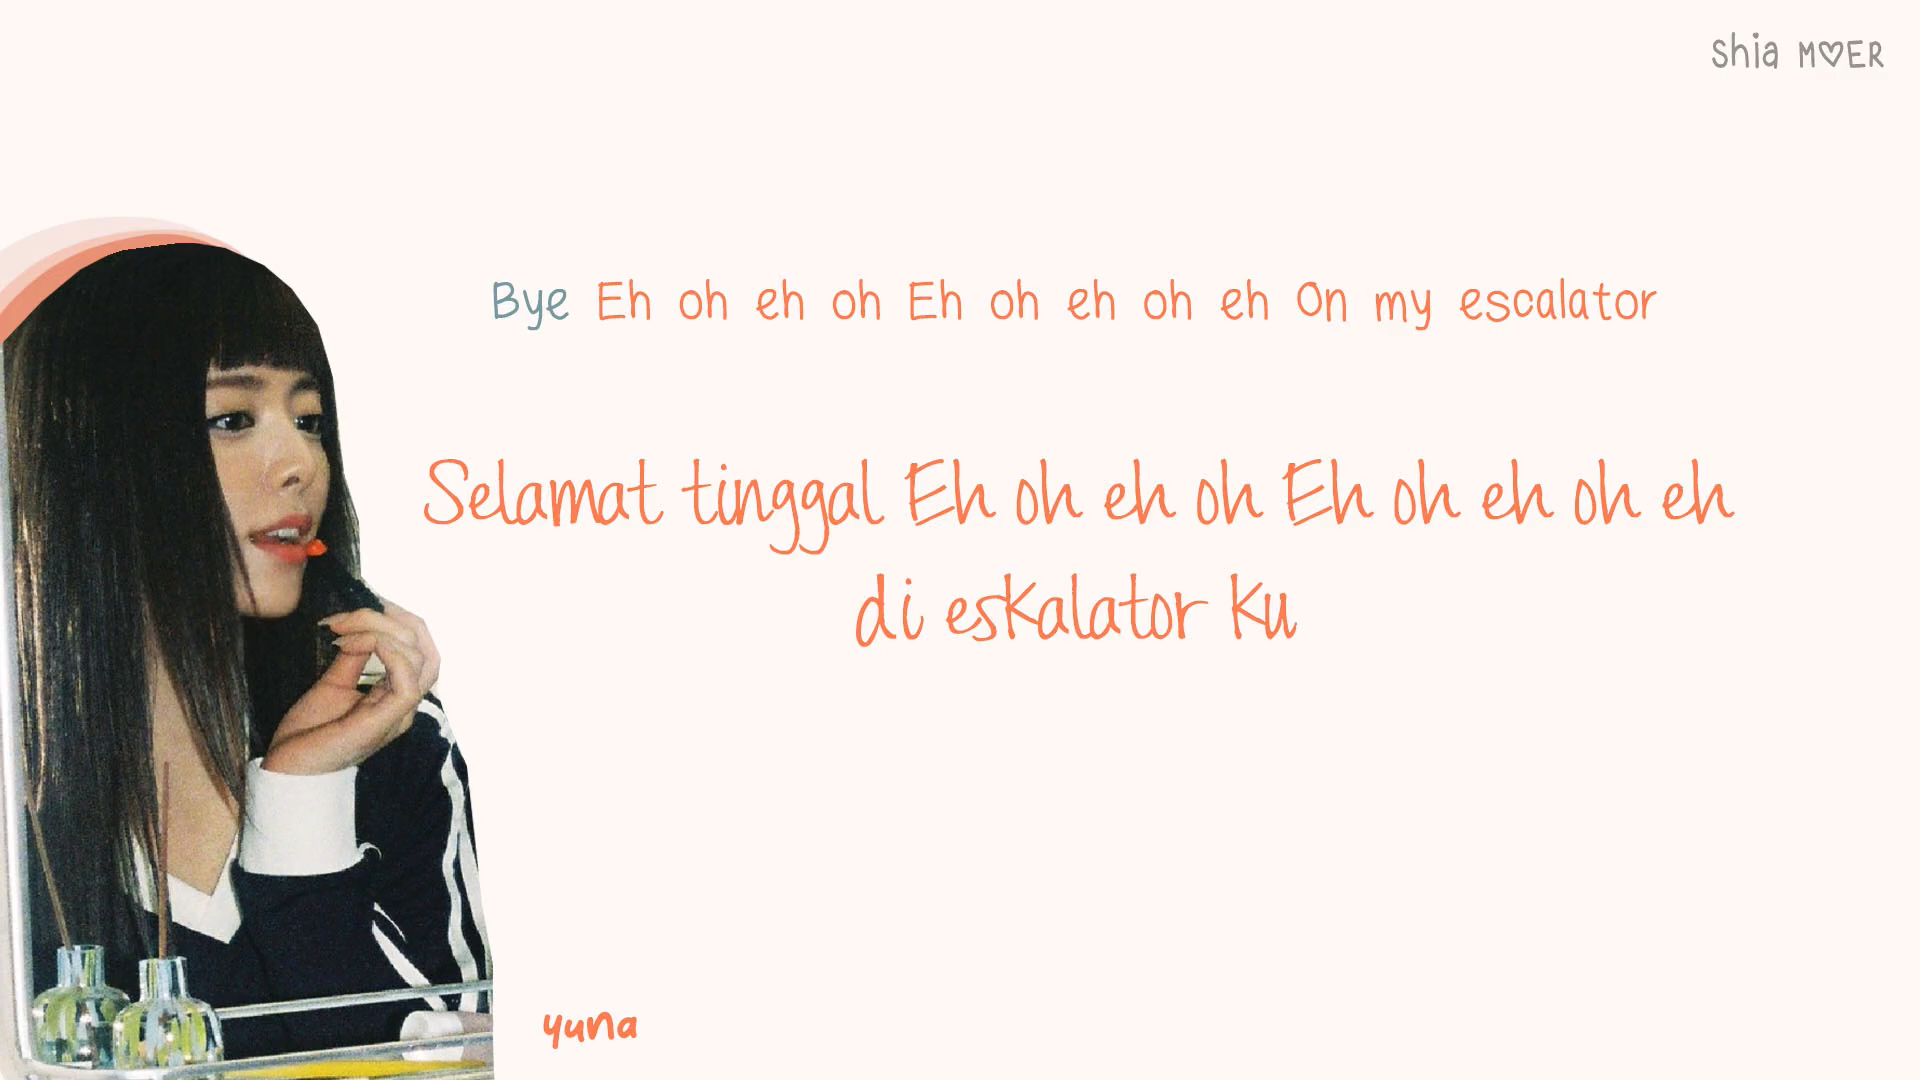 Shia M♡ER
Bye Eh oh eh oh Eh oh eh oh eh On my escalator
Selamat tinggal Eh oh eh oh Eh oh eh oh eh
di eskalator ku
yuna